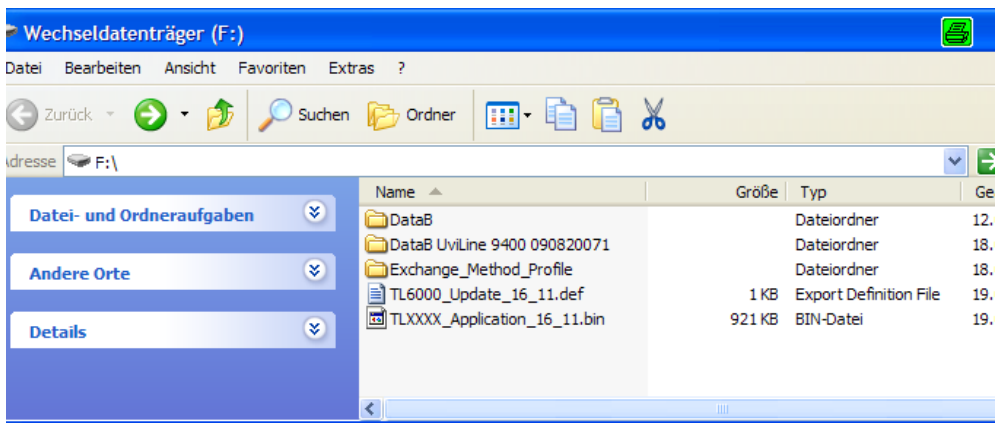 Wechseldatenträger (F:)
Datei Bearbeiten Ansicht Favoriten Extras ?
Zurück Suchen Ordner
Adresse F:\
Name Größe Typ Ge
Datei- und Ordneraufgaben
Andere Orte
Details
DataB Dateiordner 12.
DataB UviLine 9400 090820071 Dateiordner 18.
Exchange_Method_Profile Dateiordner 18.
TL6000_Update_16_11.def 1 KB Export Definition File 19.
TLXXXX_Application_16_11.bin 921 KB BIN-Datei 19.